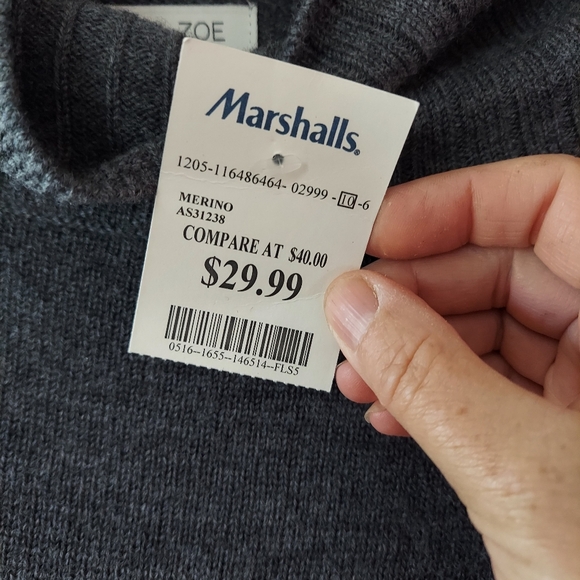 ZOE
Marshalls®
1205-116486464- 02999 -10-6
MERINO
AS31238
COMPARE AT $40.00
$29.99
0516--1655--146514--FLS5